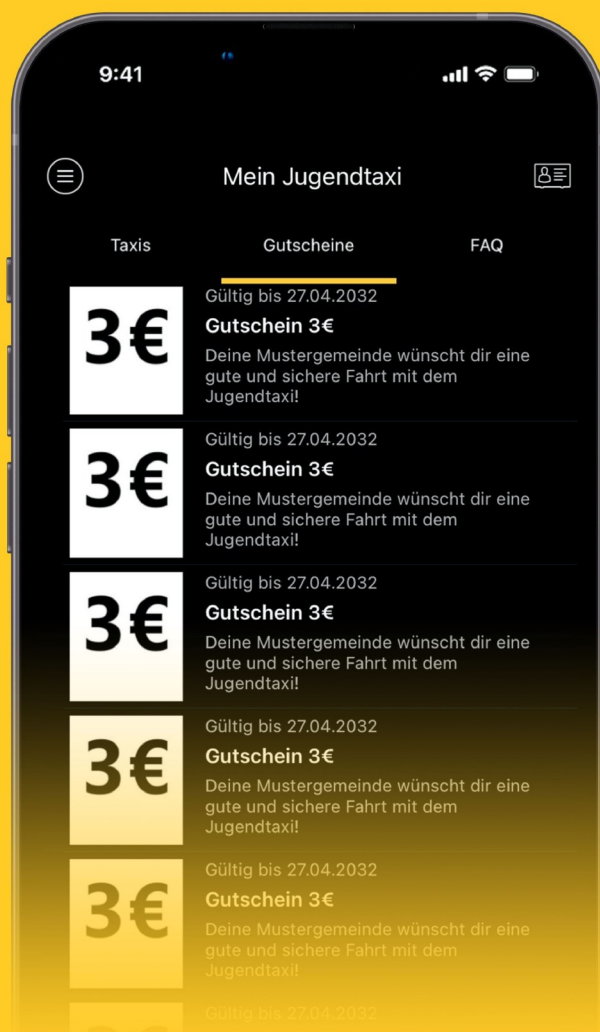 9:41
Mein Jugendtaxi
Taxis Gutscheine FAQ
3€
Gültig bis 27.04.2032
Gutschein 3€
Deine Mustergemeinde wünscht dir eine
gute und sichere Fahrt mit dem
Jugendtaxi!
3€
Gültig bis 27.04.2032
Gutschein 3€
Deine Mustergemeinde wünscht dir eine
gute und sichere Fahrt mit dem
Jugendtaxi!
3€
Gültig bis 27.04.2032
Gutschein 3€
Deine Mustergemeinde wünscht dir eine
gute und sichere Fahrt mit dem
Jugendtaxi!
3€
Gültig bis 27.04.2032
Gutschein 3€
Deine Mustergemeinde wünscht dir eine
gute und sichere Fahrt mit dem
Jugendtaxi!
3€
Gültig bis 27.04.2032
Gutschein 3€
Deine Mustergemeinde wünscht dir eine
gute und sichere Fahrt mit dem
Jugendtaxi!
Gültig bis 27.04.2032